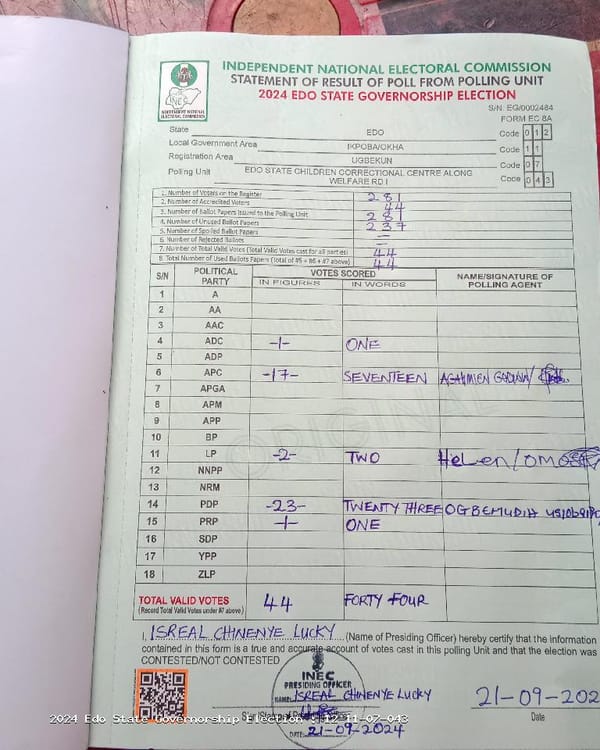 INDEPENDENT NATIONAL ELECTORAL COMMISSION
STATEMENT OF RESULT OF POLL FROM POLLING UNIT
2024 EDO STATE GOVERNORSHIP ELECTION
INEC
INDEPENDENT NATIONAL ELECTORAL COMMISSION
S/N: EG/0002484
FORM EC 8A
State EDO Code 0 1 2
Local Government Area IKPOBA/OKHA Code 1 1
Registration Area UGBEKUN Code 0 7
Polling Unit EDO STATE CHILDREN CORRECTIONAL CENTRE ALONG WELFARE RD I Code 0 4 3
1. Number of Voters on the Register 281
2. Number of Accredited Voters 44
3. Number of Ballot Papers Issued to the Polling Unit 281
4. Number of Unused Ballot Papers 237
5. Number of Spoiled Ballot Papers =
6. Number of Rejected Ballots =
7. Number of Total Valid Votes (Total Valid Votes cast for all parties) 44
8. Total Number of Used Ballots Papers (Total of #5 + #6 + #7 above) 44
S/N POLITICAL PARTY VOTES SCORED NAME/SIGNATURE OF POLLING AGENT
IN FIGURES IN WORDS
1 A
2 AA
3 AAC
4 ADC -1- ONE
5 ADP
6 APC -17- SEVENTEEN
7 APGA
8 APM
9 APP
10 BP
11 LP -2- TWO Helen/
12 NNPP
13 NRM
14 PDP -23- TWENTY THREE OGBEMUDIA
15 PRP -1- ONE
16 SDP
17 YPP
18 ZLP
ORIGINAL
TOTAL VALID VOTES 44 FORTY FOUR
(Record Total Valid Votes under #7 above)
I, ISREAL CHINENYE LUCKY (Name of Presiding Officer) hereby certify that the information
contained in this form is a true and accurate account of votes cast in this polling Unit and that the election was
CONTESTED/NOT CONTESTED
INEC
PRESIDING OFFICER
NAME: ISREAL CHINENYE LUCKY 21-09-202
Date
DATE: 21-09-2024
2024 Edo State Governorship Election